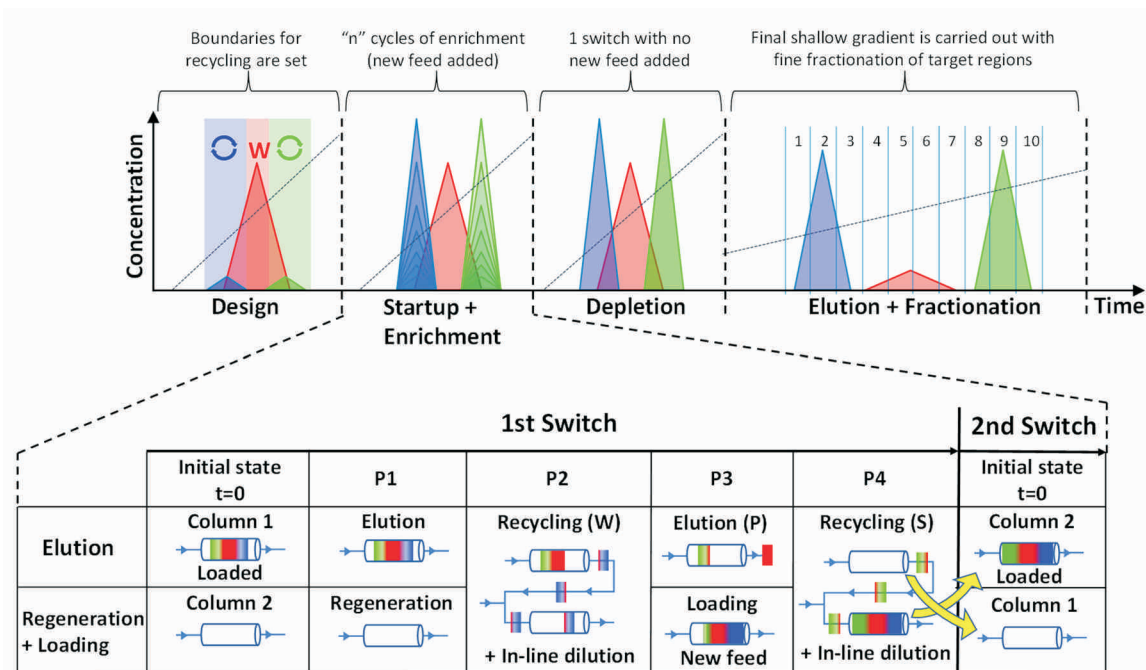 Boundaries for
recycling are set
“n” cycles of enrichment
(new feed added)
1 switch with no
new feed added
Final shallow gradient is carried out with
fine fractionation of target regions
Concentration
W
1 2 3 4 5 6 7 8 9 10
Design
Startup +
Enrichment
Depletion
Elution + Fractionation
Time
1st Switch
2nd Switch
Initial state
t=0
P1
P2
P3
P4
Initial state
t=0
Elution
Column 1
Loaded
Elution
Recycling (W)
Elution (P)
Recycling (S)
Column 2
Loaded
Regeneration
+ Loading
Column 2
Regeneration
+ In-line dilution
Loading
New feed
+ In-line dilution
Column 1